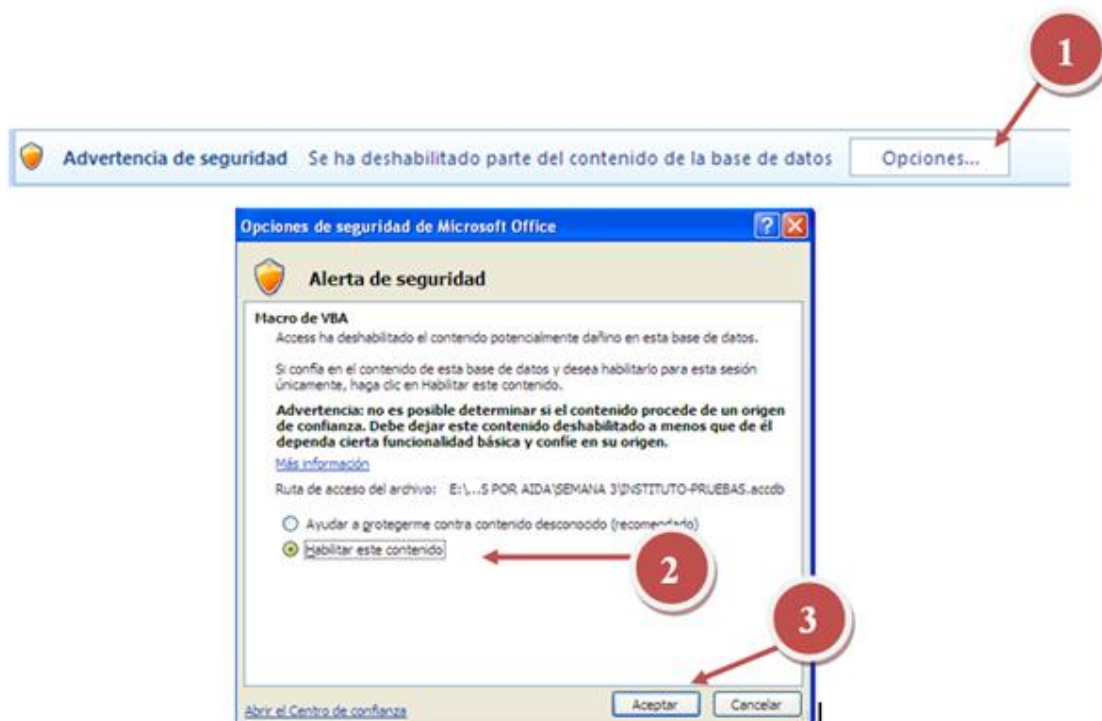 1
Advertencia de seguridad Se ha deshabilitado parte del contenido de la base de datos Opciones...
Opciones de seguridad de Microsoft Office
Alerta de seguridad
Macro de VBA
Access ha deshabilitado el contenido potencialmente dañino en esta base de datos.
Si confía en el contenido de esta base de datos y desea habilitarlo para esta sesión
únicamente, haga clic en Habilitar este contenido.
Advertencia: no es posible determinar si el contenido procede de un origen
de confianza. Debe dejar este contenido deshabilitado a menos que de él
dependa cierta funcionalidad básica y confíe en su origen.
Más información
Ruta de acceso del archivo: E:\...S POR AIDA\SEMANA 3\INSTITUTO-PRUEBAS.accdb
Ayudar a protegerme contra contenido desconocido (recomendado)
Habilitar este contenido
2
3
Abrir el Centro de confianza Aceptar Cancelar